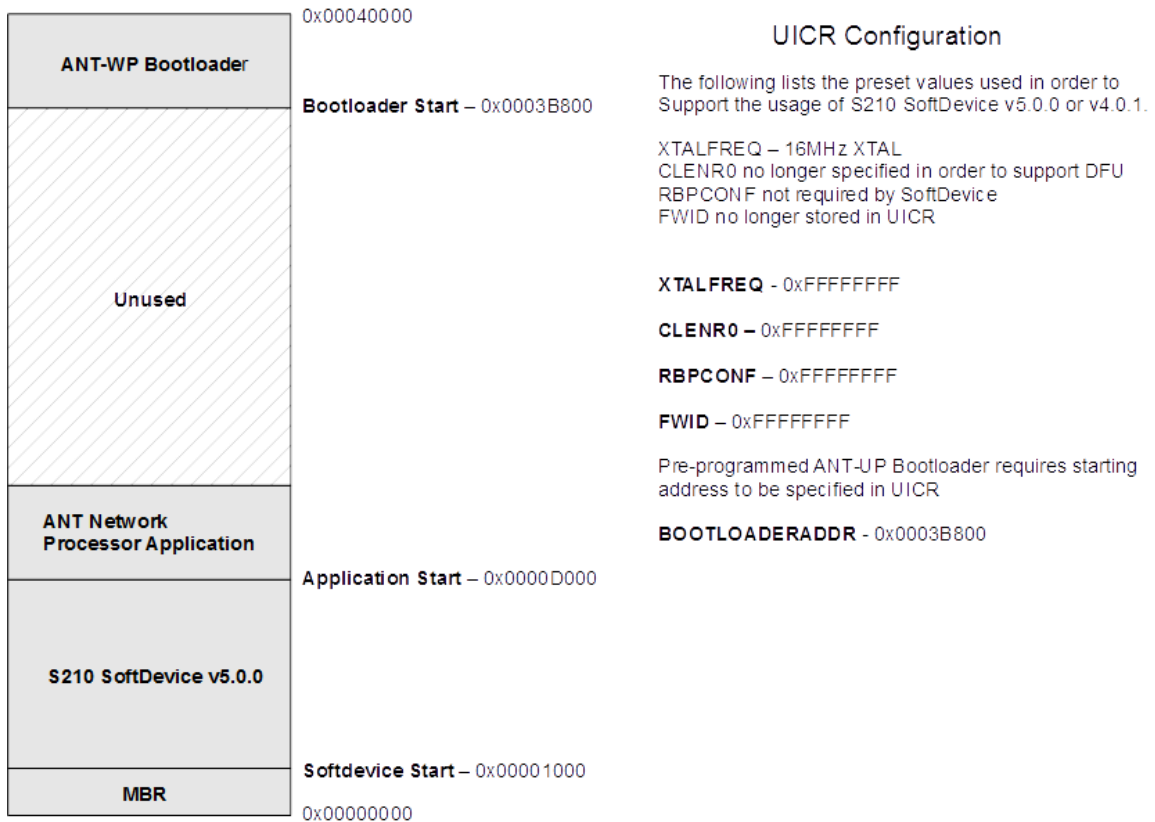 0x00040000
ANT-WP Bootloader
Bootloader Start – 0x0003B800
Unused
ANT Network
Processor Application
Application Start – 0x0000D000
S210 SoftDevice v5.0.0
Softdevice Start – 0x00001000
MBR
0x00000000
UICR Configuration
The following lists the preset values used in order to
Support the usage of S210 SoftDevice v5.0.0 or v4.0.1.
XTALFREQ – 16MHz XTAL
CLENR0 no longer specified in order to support DFU
RBPCONF not required by SoftDevice
FWID no longer stored in UICR
XTALFREQ - 0xFFFFFFFF
CLENR0 – 0xFFFFFFFF
RBPCONF – 0xFFFFFFFF
FWID – 0xFFFFFFFF
Pre-programmed ANT-UP Bootloader requires starting
address to be specified in UICR
BOOTLOADERADDR - 0x0003B800